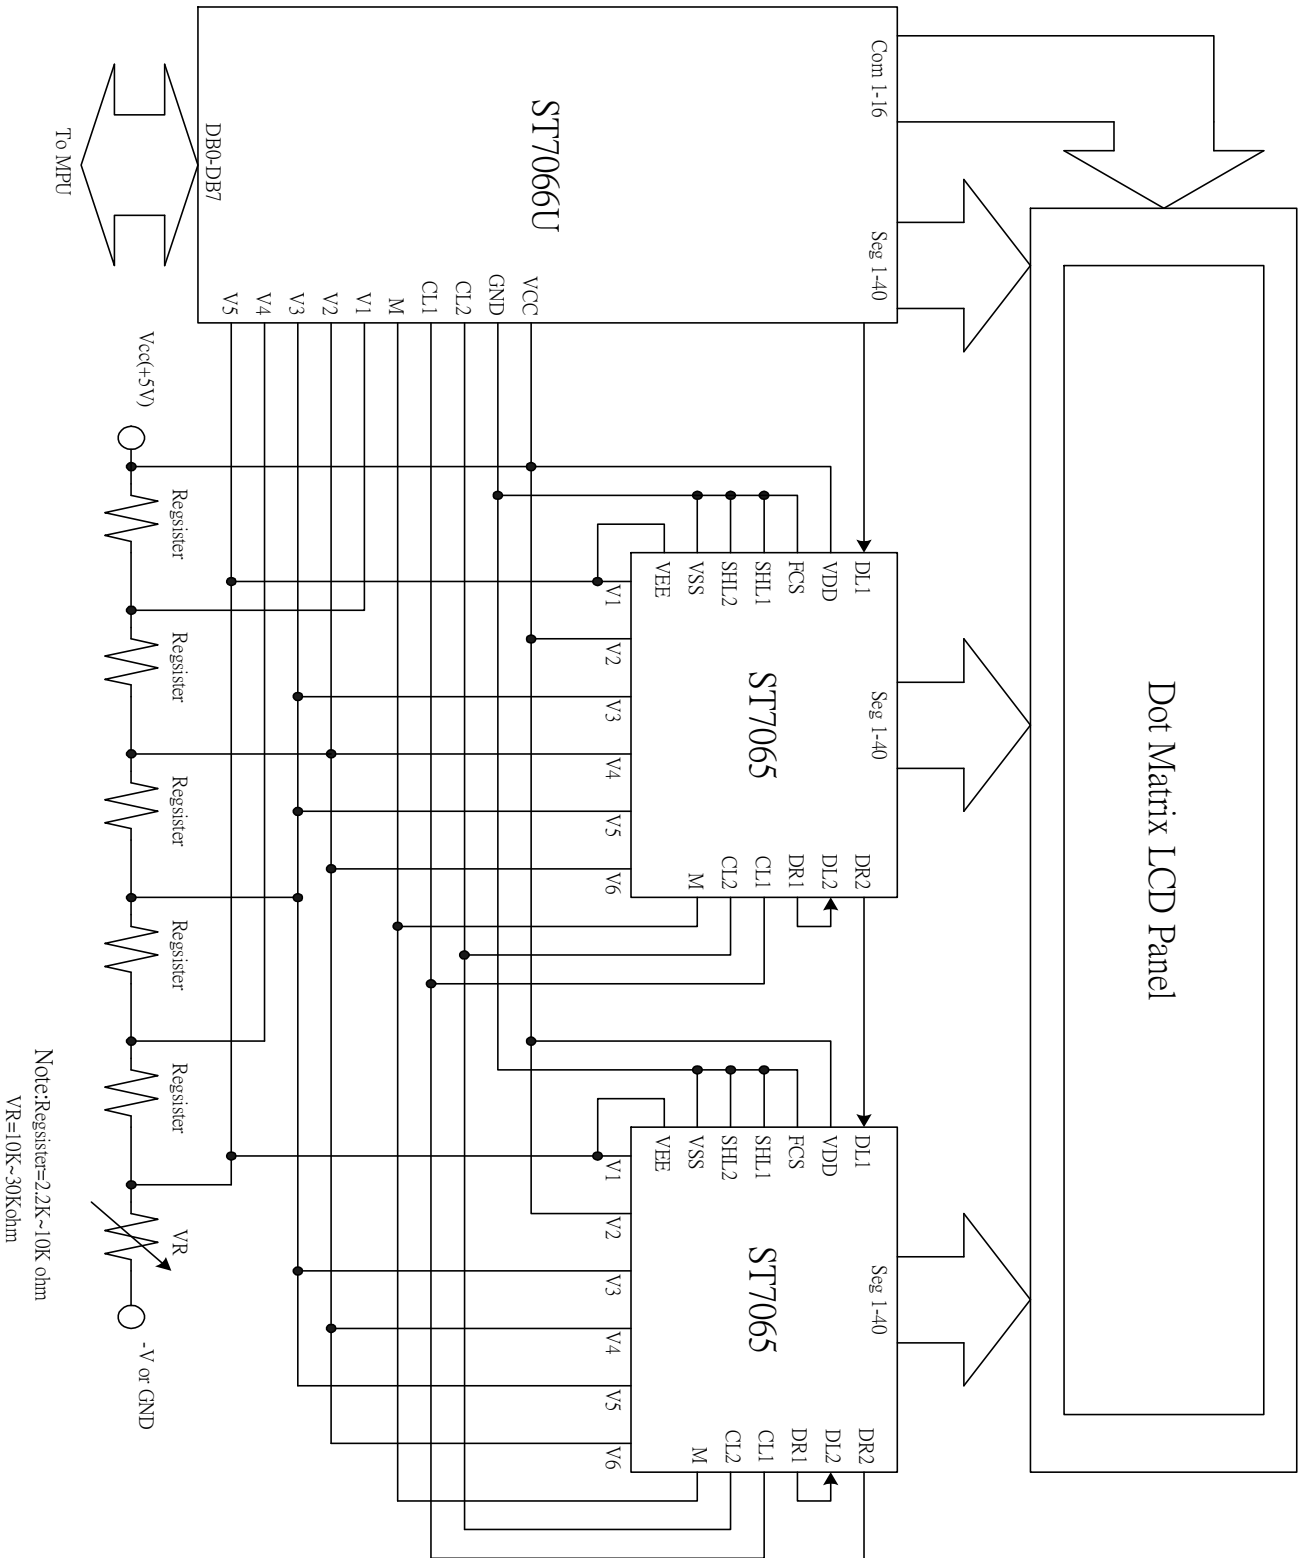 Dot Matrix LCD Panel
Com 1-16
Seg 1-40
Seg 1-40
Seg 1-40
ST7066U
DB0-DB7
To MPU
VCC
GND
CL2
CL1
M
V1
V2
V3
V4
V5
DL1
VDD
FCS
SHL1
SHL2
VSS
VEE
ST7065
V1
V2
V3
V4
V5
V6
DR2
DL2
DR1
CL1
CL2
M
DL1
VDD
FCS
SHL1
SHL2
VSS
VEE
ST7065
V1
V2
V3
V4
V5
V6
DR2
DL2
DR1
CL1
CL2
M
Vcc(+5V)
Regsister
Regsister
Regsister
Regsister
Regsister
VR
-V or GND
Note:Regsister=2.2K~10K ohm
VR=10K~30Kohm